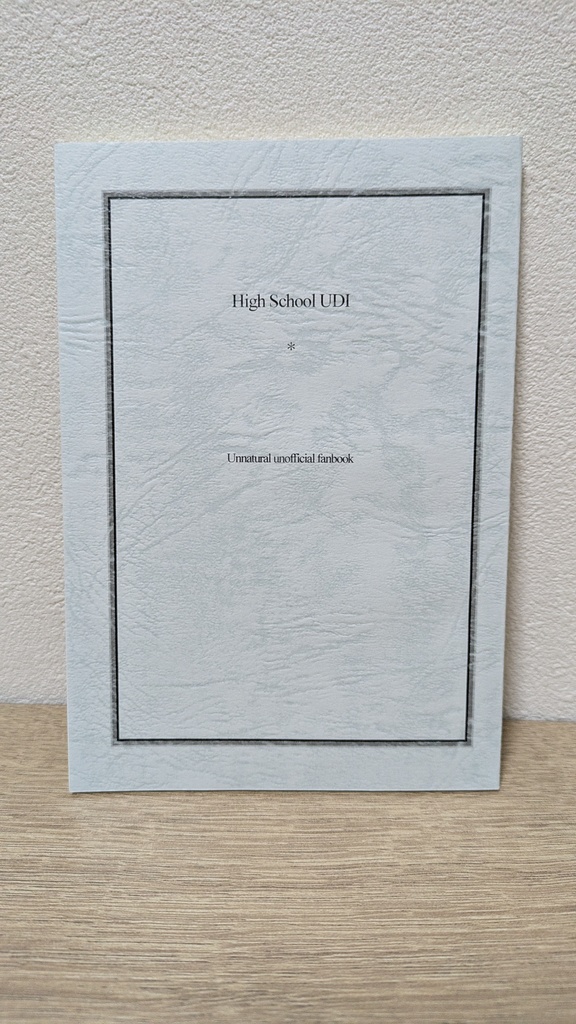 High School UDI
*
Unnatural unofficial fanbook